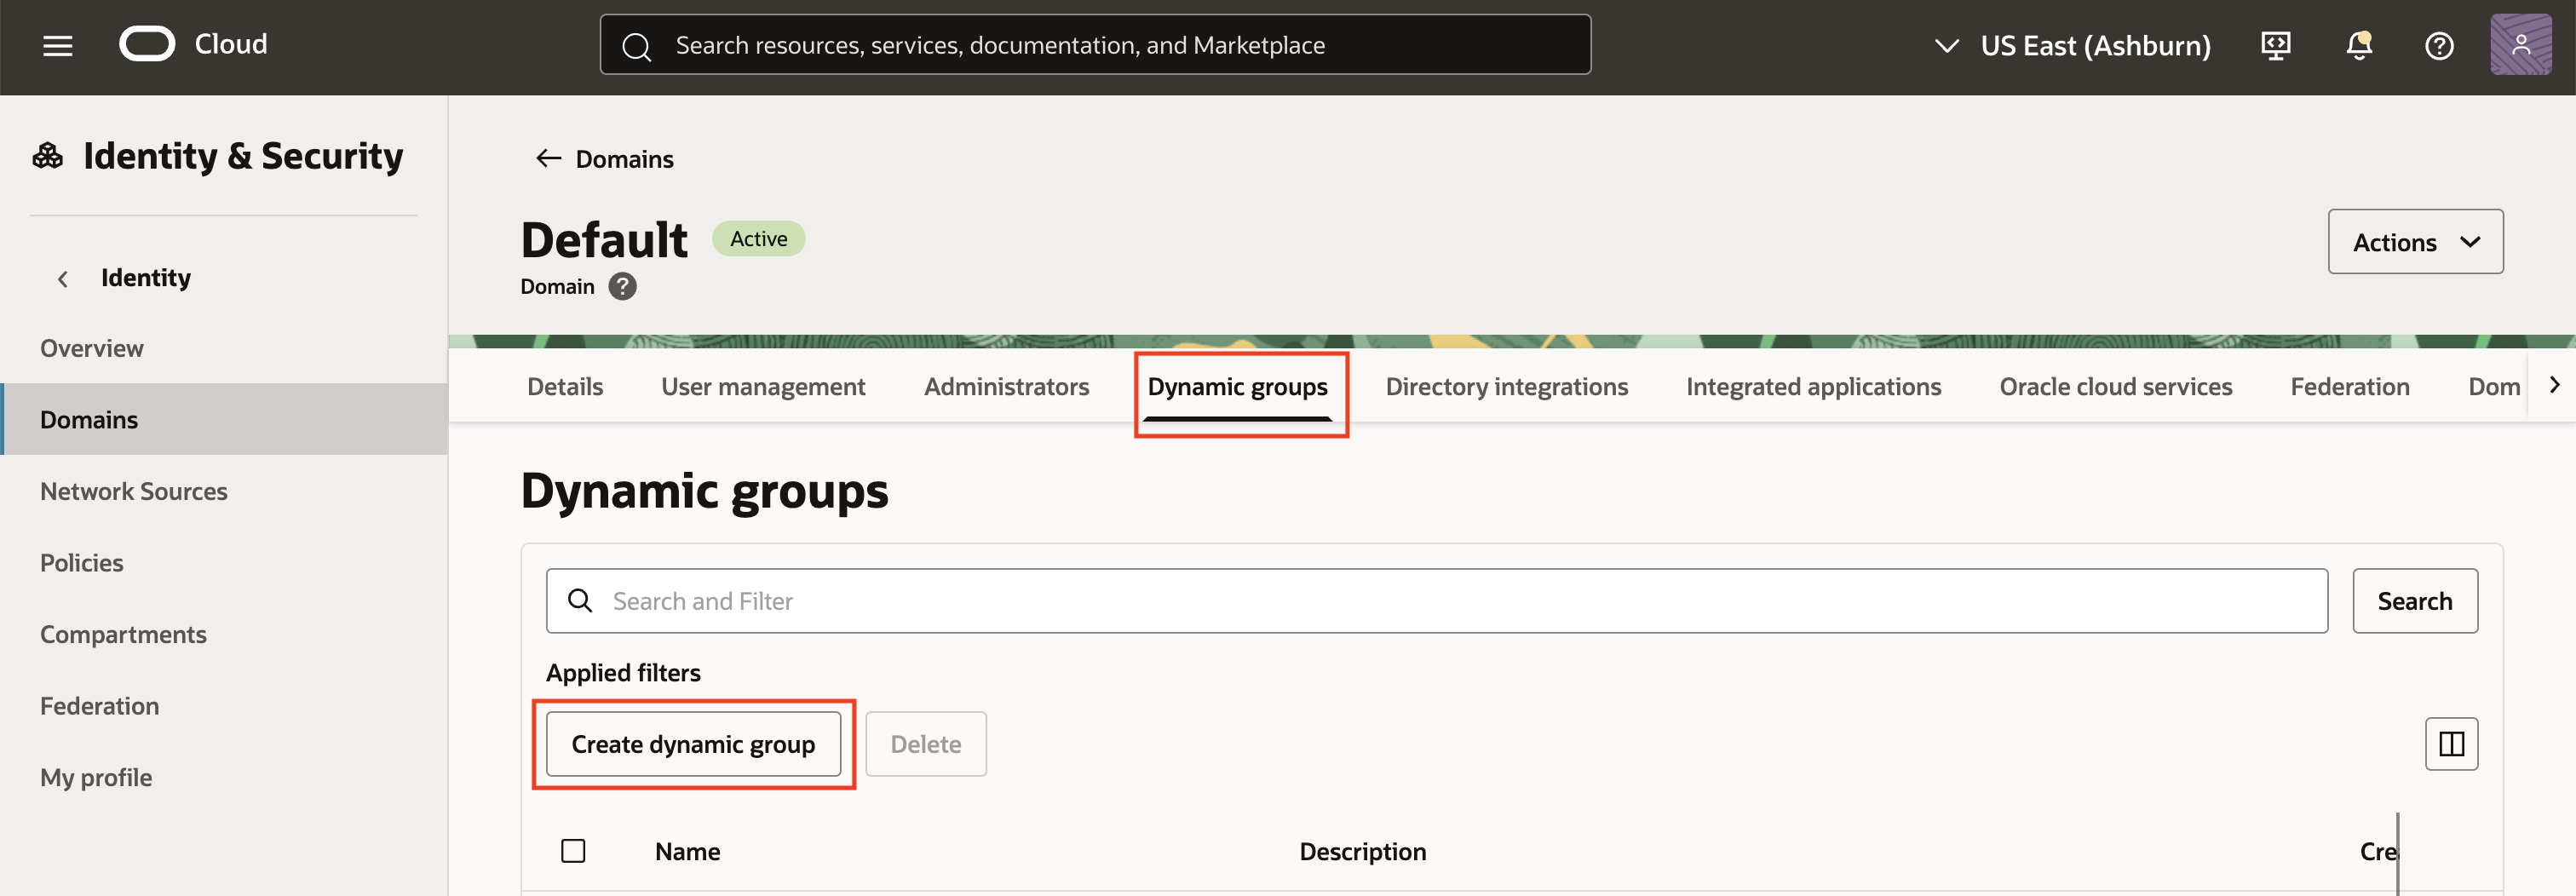 Cloud
Search resources, services, documentation, and Marketplace
US East (Ashburn)
Identity & Security
Identity
Overview
Domains
Network Sources
Policies
Compartments
Federation
My profile
Domains
Default
Active
Domain
Actions
Details User management Administrators Dynamic groups Directory integrations Integrated applications Oracle cloud services Federation Dom
Dynamic groups
Search and Filter
Search
Applied filters
Create dynamic group
Delete
Name Description Cre